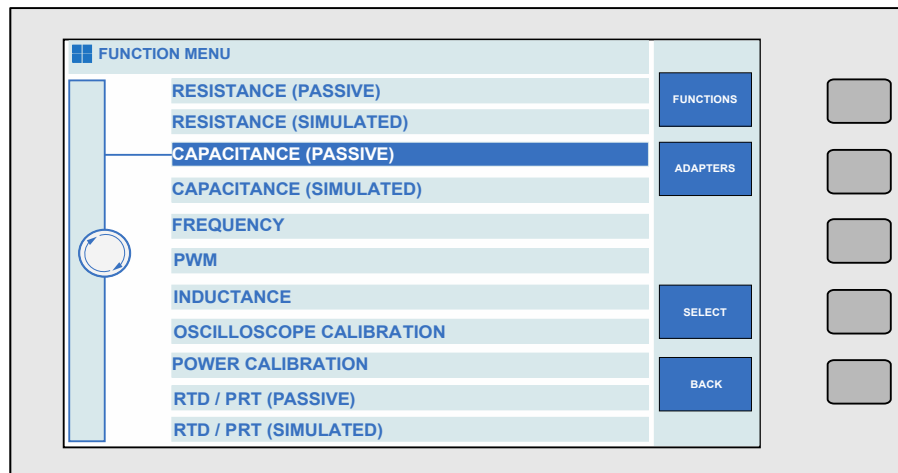 FUNCTION MENU
RESISTANCE (PASSIVE)
RESISTANCE (SIMULATED)
CAPACITANCE (PASSIVE)
CAPACITANCE (SIMULATED)
FREQUENCY
PWM
INDUCTANCE
OSCILLOSCOPE CALIBRATION
POWER CALIBRATION
RTD / PRT (PASSIVE)
RTD / PRT (SIMULATED)
FUNCTIONS
ADAPTERS
SELECT
BACK